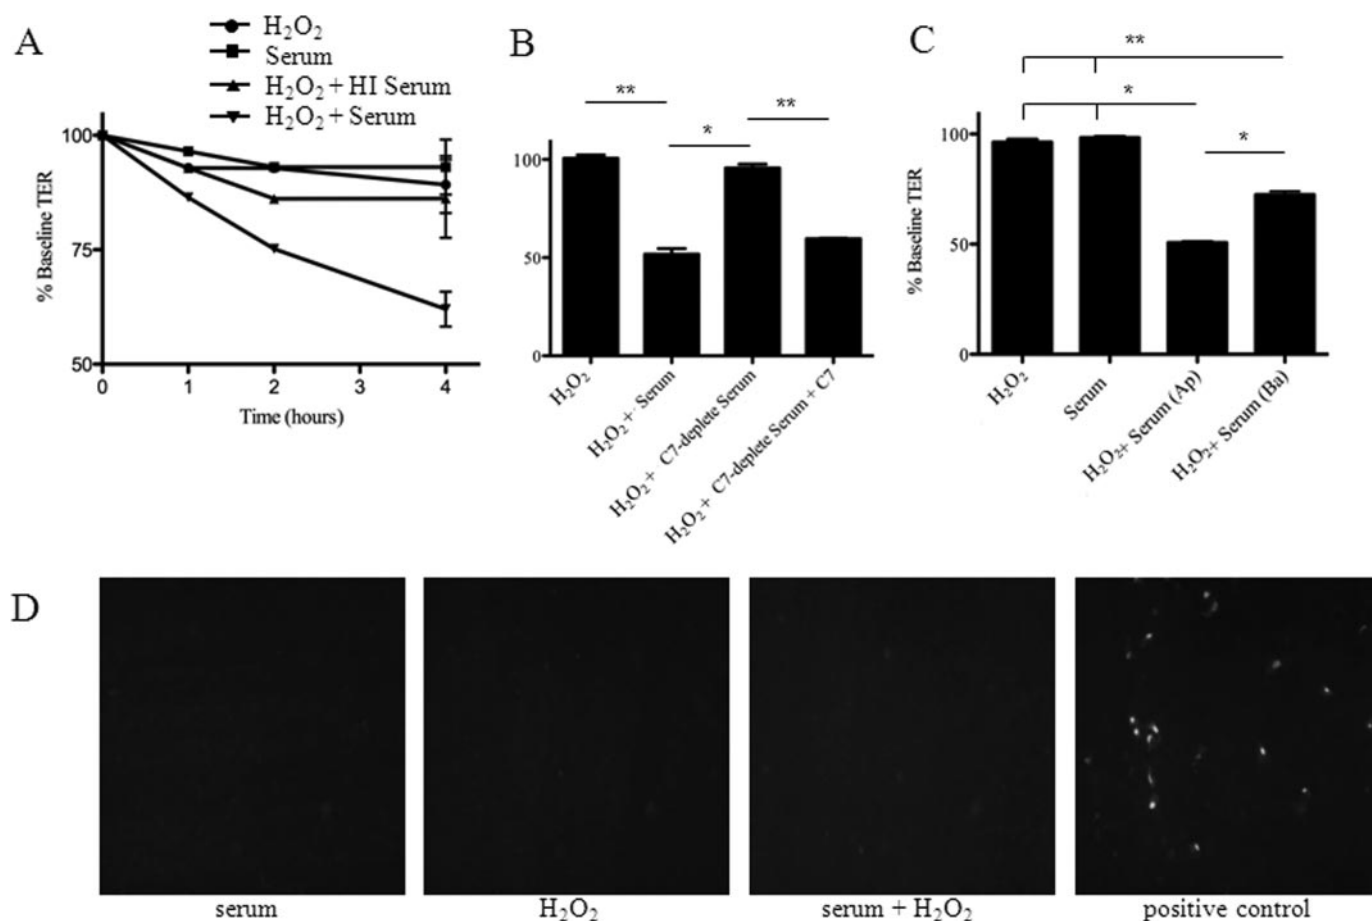 A
H₂O₂
Serum
H₂O₂ + HI Serum
H₂O₂ + Serum
100
75
50
% Baseline TER
0
1
2
3
4
Time (hours)
B
**
*
**
100
50
0
H₂O₂
H₂O₂ + Serum
H₂O₂ + C7-deplete Serum
H₂O₂ + C7-deplete Serum + C7
C
**
*
*
% Baseline TER
100
50
0
H₂O₂
Serum
H₂O₂+ Serum (Ap)
H₂O₂+ Serum (Ba)
D
serum
H₂O₂
serum + H₂O₂
positive control